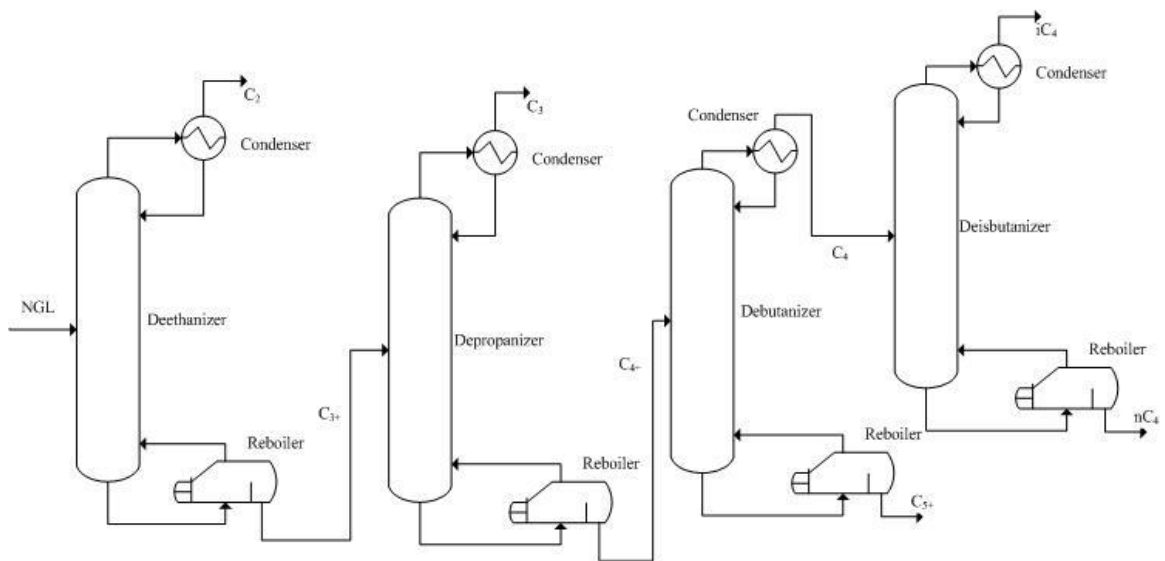 iC₄
Condenser
C₂
Condenser
C₃
Condenser
Condenser
NGL
Deethanizer
Depropanizer
Debutanizer
C₄
Deisbutanizer
C₃₊
C₄₋
Reboiler
Reboiler
Reboiler
Reboiler
nC₄
C₅₊